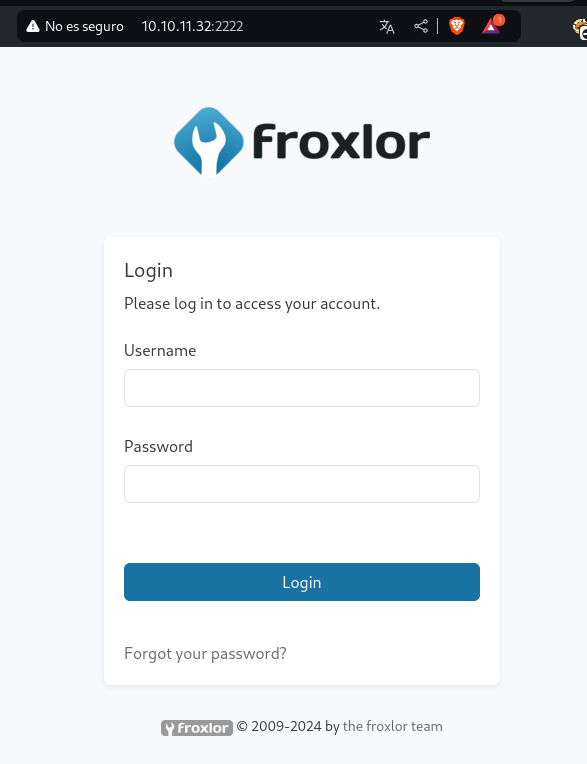 No es seguro 10.10.11.32:2222
1
froxlor
Login
Please log in to access your account.
Username
Password
Login
Forgot your password?
froxlor © 2009-2024 by the froxlor team